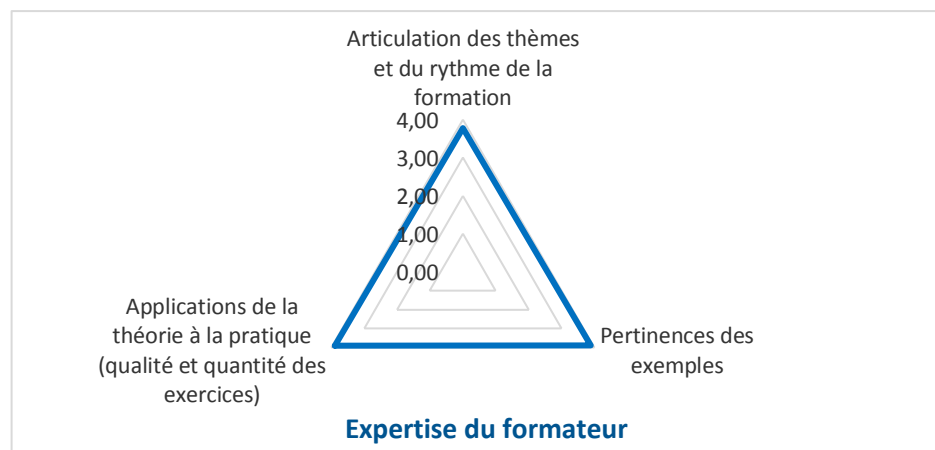 Articulation des thèmes
et du rythme de la
formation
4,00
3,00
2,00
1,00
0,00
Applications de la
théorie à la pratique
(qualité et quantité des
exercices)
Pertinences des
exemples
Expertise du formateur